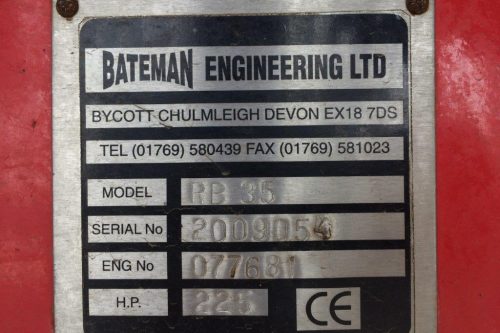 BATEMAN ENGINEERING LTD
BYCOTT CHULMLEIGH DEVON EX18 7DS
TEL (01769) 580439 FAX (01769) 581023
MODEL RB 35
SERIAL No 2009054
ENG No 077681
H.P. 225 CE